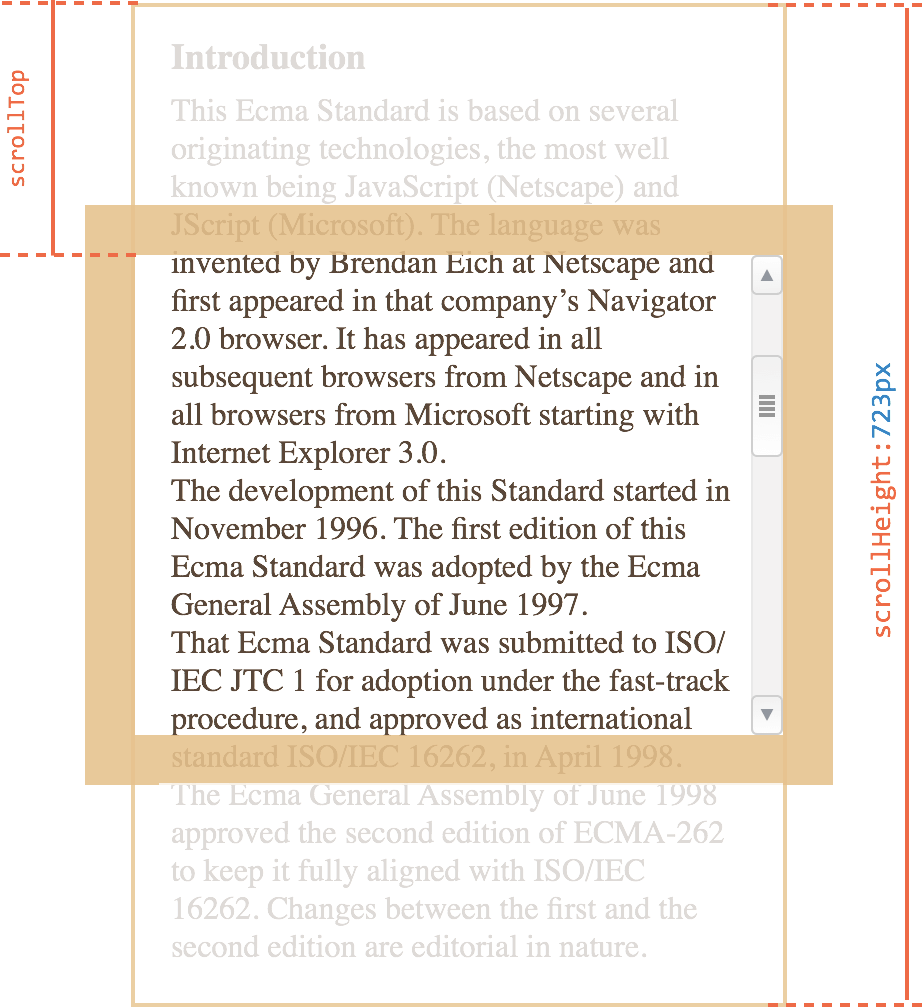 scrollTop
Introduction
This Ecma Standard is based on several
originating technologies, the most well
known being JavaScript (Netscape) and
JScript (Microsoft). The language was
invented by Brendan Eich at Netscape and
first appeared in that company’s Navigator
2.0 browser. It has appeared in all
subsequent browsers from Netscape and in
all browsers from Microsoft starting with
Internet Explorer 3.0.
The development of this Standard started in
November 1996. The first edition of this
Ecma Standard was adopted by the Ecma
General Assembly of June 1997.
That Ecma Standard was submitted to ISO/
IEC JTC 1 for adoption under the fast-track
procedure, and approved as international
standard ISO/IEC 16262, in April 1998.
The Ecma General Assembly of June 1998
approved the second edition of ECMA-262
to keep it fully aligned with ISO/IEC
16262. Changes between the first and the
second edition are editorial in nature.
scrollHeight:723px